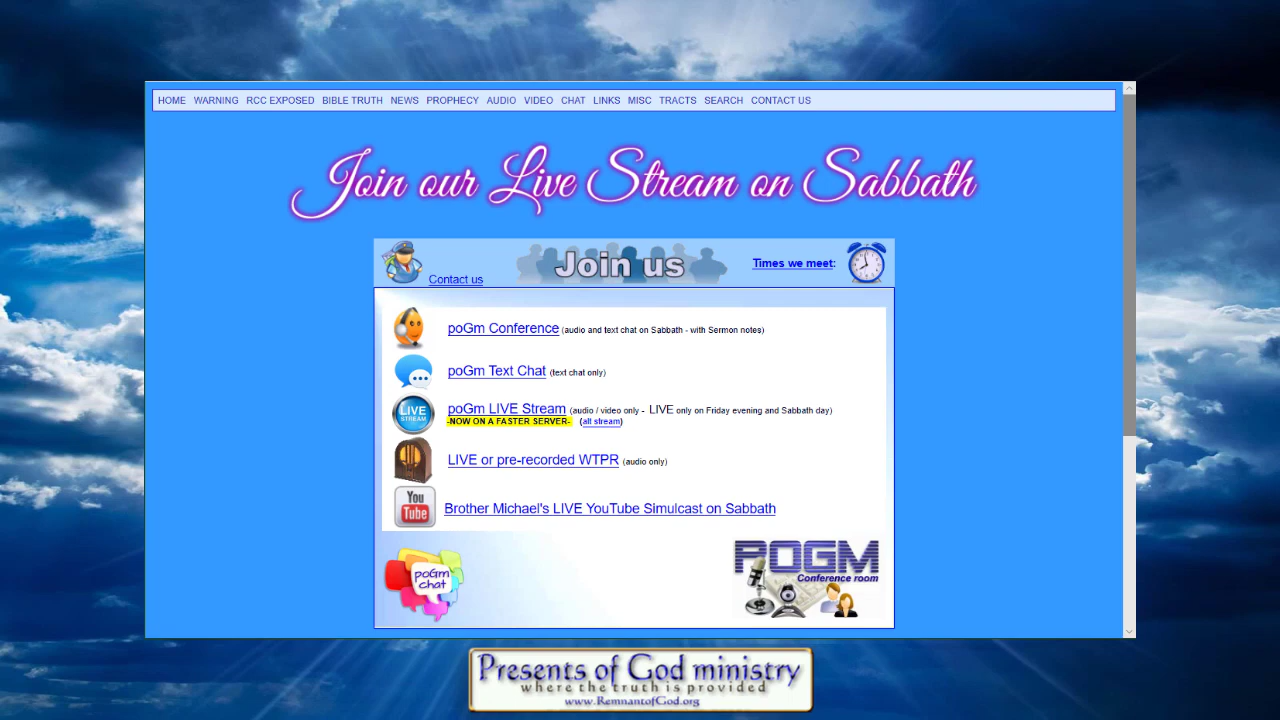 HOME WARNING RCC EXPOSED BIBLE TRUTH NEWS PROPHECY AUDIO VIDEO CHAT LINKS MISC TRACTS SEARCH CONTACT US
Join our Live Stream on Sabbath
Contact us
Join us
Times we meet:
poGm Conference (audio and text chat on Sabbath - with Sermon notes)
poGm Text Chat (text chat only)
LIVE
STREAM
poGm LIVE Stream (audio / video only - LIVE only on Friday evening and Sabbath day)
-NOW ON A FASTER SERVER- (alt stream)
LIVE or pre-recorded WTPR (audio only)
You
Tube
Brother Michael's LIVE YouTube Simulcast on Sabbath
poGm
chat
POGM
Conference room
Presents of God ministry
where the truth is provided
www.RemnantofGod.org